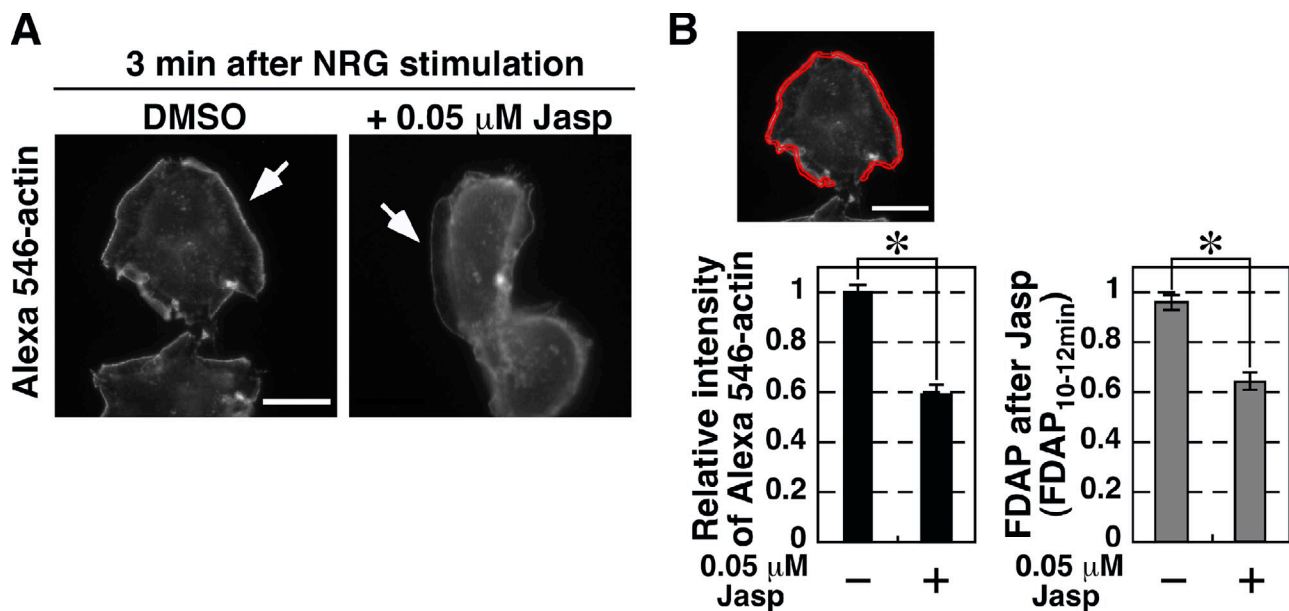 A
3 min after NRG stimulation
DMSO
+ 0.05 μM Jasp
Alexa 546-actin
B
Relative intensity
of Alexa 546-actin
*
1
0.8
0.6
0.4
0.2
0
0.05 μM
Jasp
−
+
FDAP after Jasp
(FDAP10-12min)
*
1
0.8
0.6
0.4
0.2
0
0.05 μM
Jasp
−
+